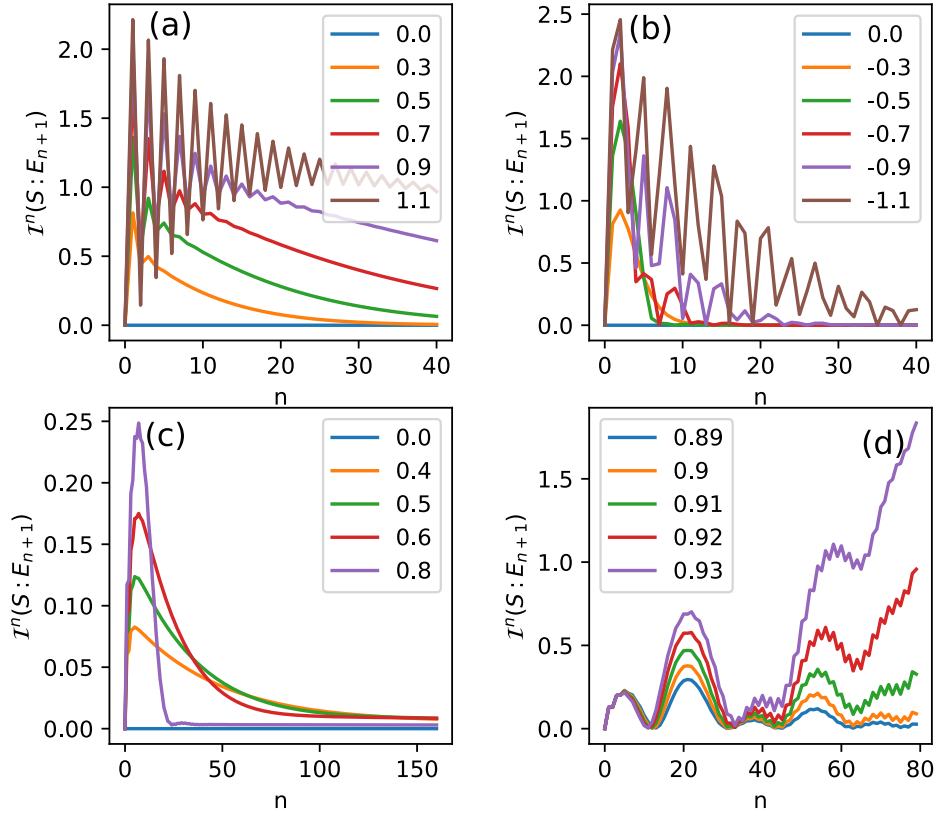 (a)
0.0
0.3
0.5
0.7
0.9
1.1
2.0
1.5
1.0
0.5
0.0
0 10 20 30 40
n
𝓘ⁿ(S : Eₙ₊₁)
(b)
0.0
-0.3
-0.5
-0.7
-0.9
-1.1
2.5
2.0
1.5
1.0
0.5
0.0
0 10 20 30 40
n
𝓘ⁿ(S : Eₙ₊₁)
(c)
0.0
0.4
0.5
0.6
0.8
0.25
0.20
0.15
0.10
0.05
0.00
0 50 100 150
n
𝓘ⁿ(S : Eₙ₊₁)
(d)
0.89
0.9
0.91
0.92
0.93
1.5
1.0
0.5
0.0
0 20 40 60 80
n
𝓘ⁿ(S : Eₙ₊₁)